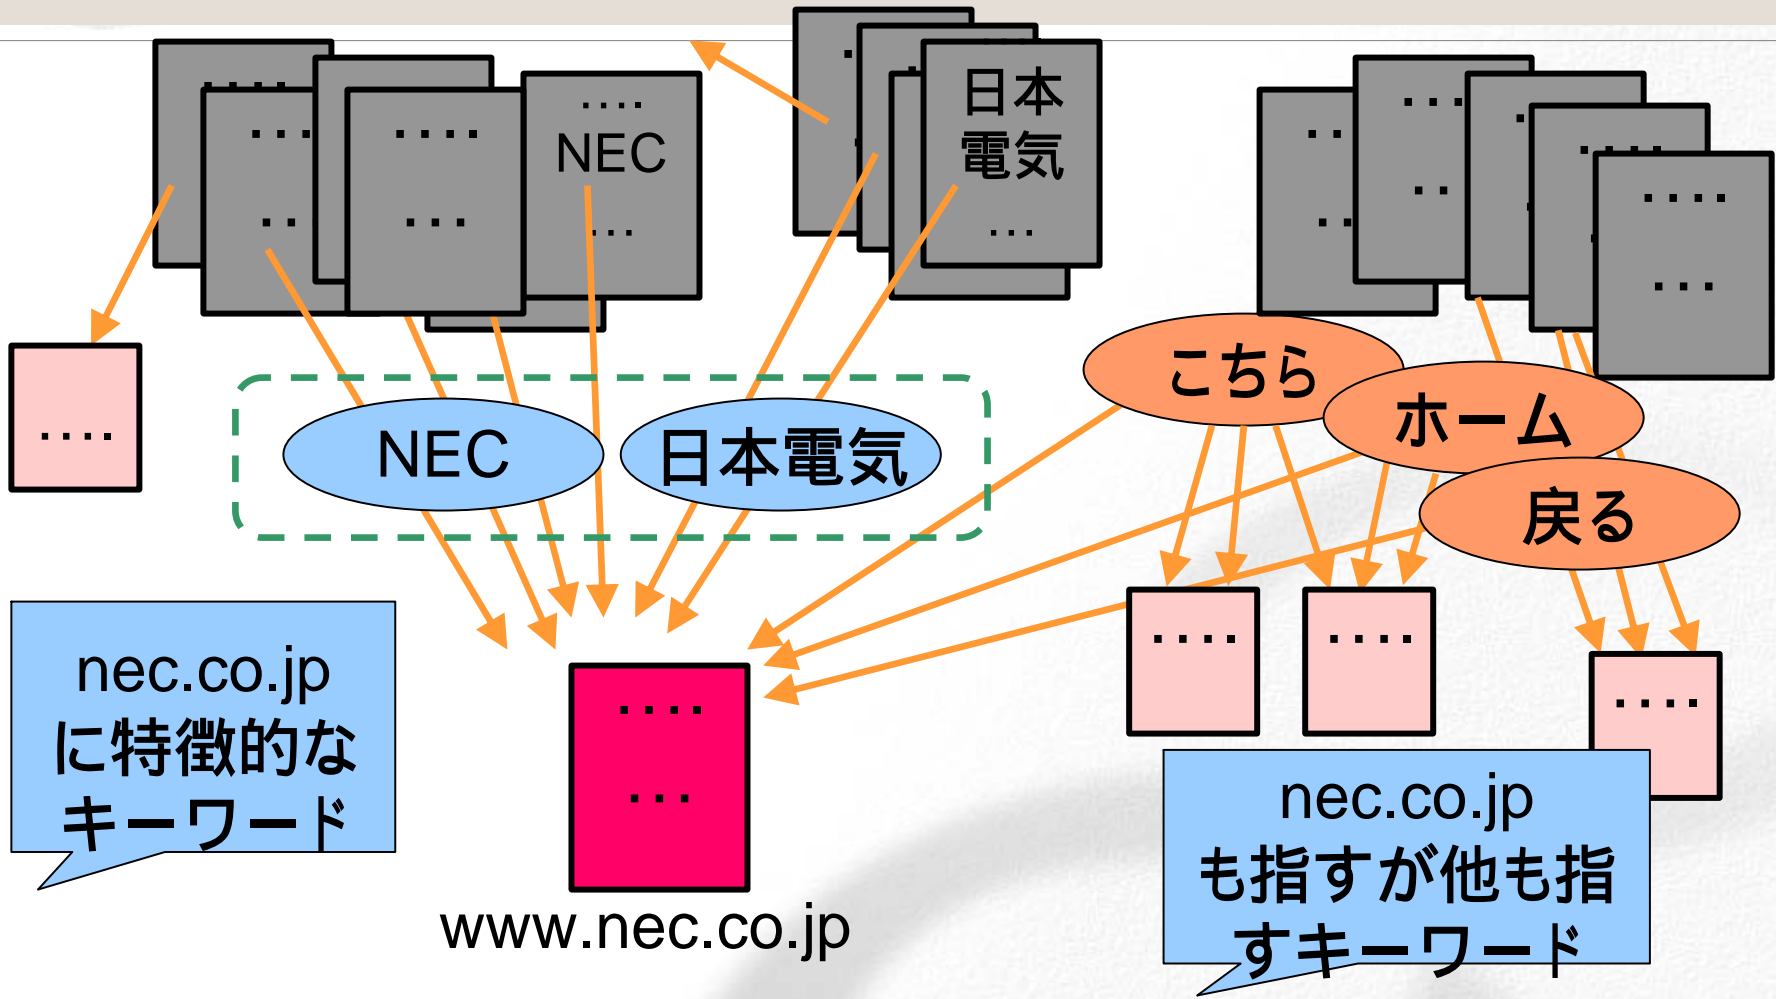 ....
NEC
...
日本
電気
...
....
...
....
...
....
...
....
NEC
日本電気
こちら
ホーム
戻る
nec.co.jp
に特徴的な
キーワード
....
...
www.nec.co.jp
....
....
....
nec.co.jp
も指すが他も指
すキーワード